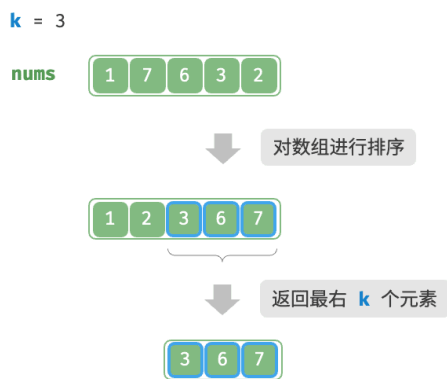 k = 3
nums 1 7 6 3 2
对数组进行排序
1 2 3 6 7
返回最右 k 个元素
3 6 7